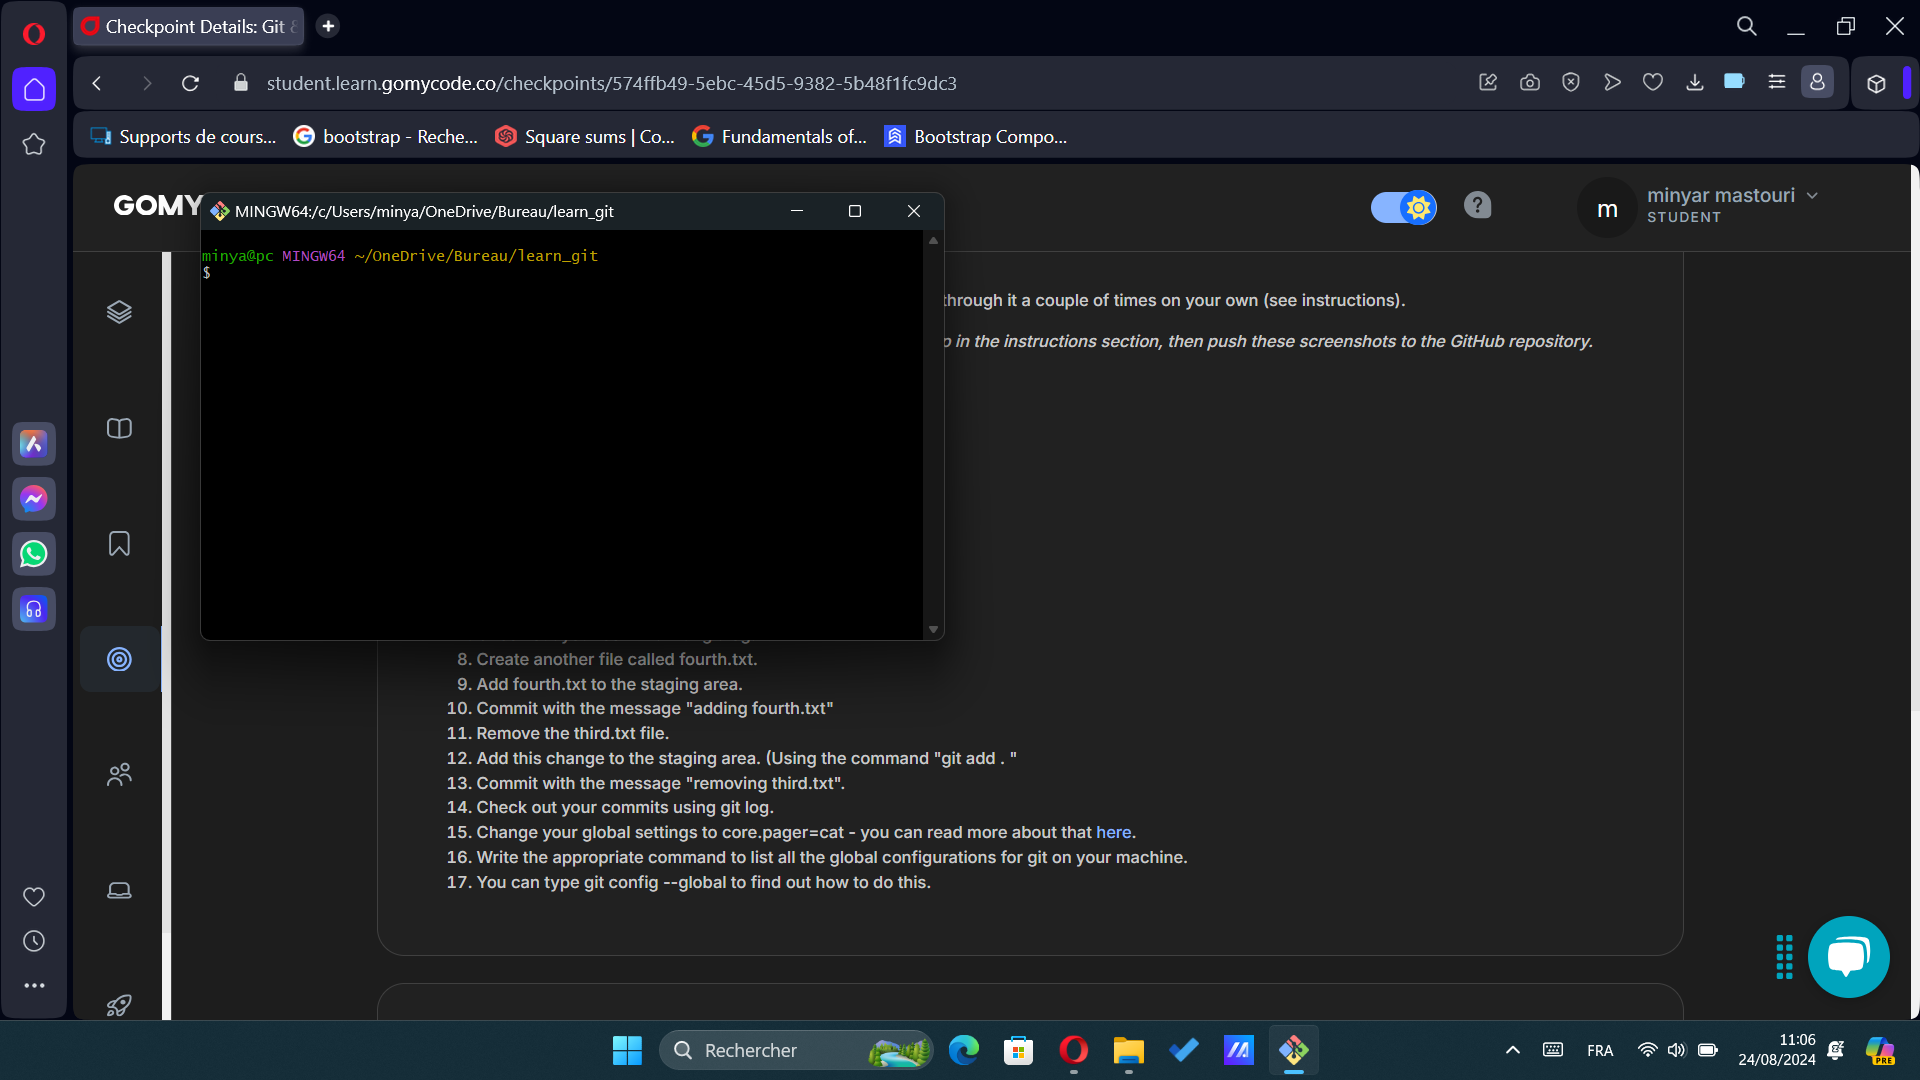 Checkpoint Details: Git &
student.learn.gomycode.co/checkpoints/574ffb49-5ebc-45d5-9382-5b48f1fc9dc3
Supports de cours...
bootstrap - Reche...
Square sums | Co...
Fundamentals of...
Bootstrap Compo...
GOMY
minyar mastouri
STUDENT
m
MINGW64:/c/Users/minya/OneDrive/Bureau/learn_git
minya@pc MINGW64 ~/OneDrive/Bureau/learn_git
$
through it a couple of times on your own (see instructions).
in the instructions section, then push these screenshots to the GitHub repository.
8. Create another file called fourth.txt.
9. Add fourth.txt to the staging area.
10. Commit with the message "adding fourth.txt"
11. Remove the third.txt file.
12. Add this change to the staging area. (Using the command "git add . "
13. Commit with the message "removing third.txt".
14. Check out your commits using git log.
15. Change your global settings to core.pager=cat - you can read more about that here.
16. Write the appropriate command to list all the global configurations for git on your machine.
17. You can type git config --global to find out how to do this.
Rechercher
FRA
11:06
24/08/2024
PRE